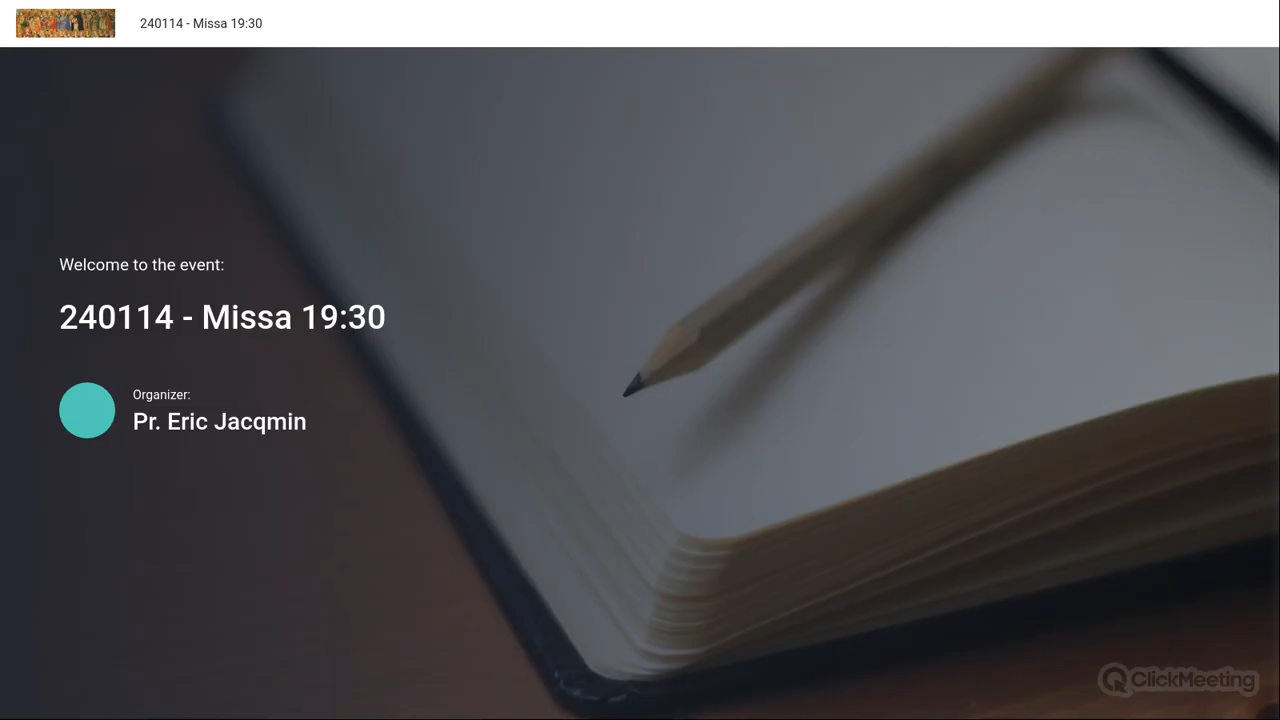 240114 - Missa 19:30
Welcome to the event:
240114 - Missa 19:30
Organizer:
Pr. Eric Jacqmin
ClickMeeting